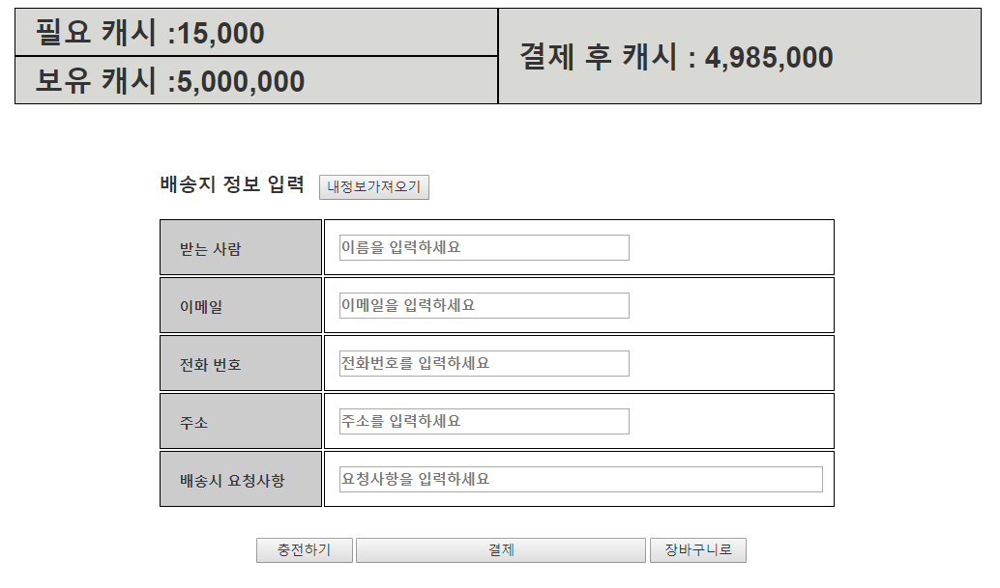 필요 캐시 :15,000
보유 캐시 :5,000,000
결제 후 캐시 : 4,985,000
배송지 정보 입력 내정보가져오기
받는 사람 이름을 입력하세요
이메일 이메일을 입력하세요
전화 번호 전화번호를 입력하세요
주소 주소를 입력하세요
배송시 요청사항 요청사항을 입력하세요
충전하기 결제 장바구니로